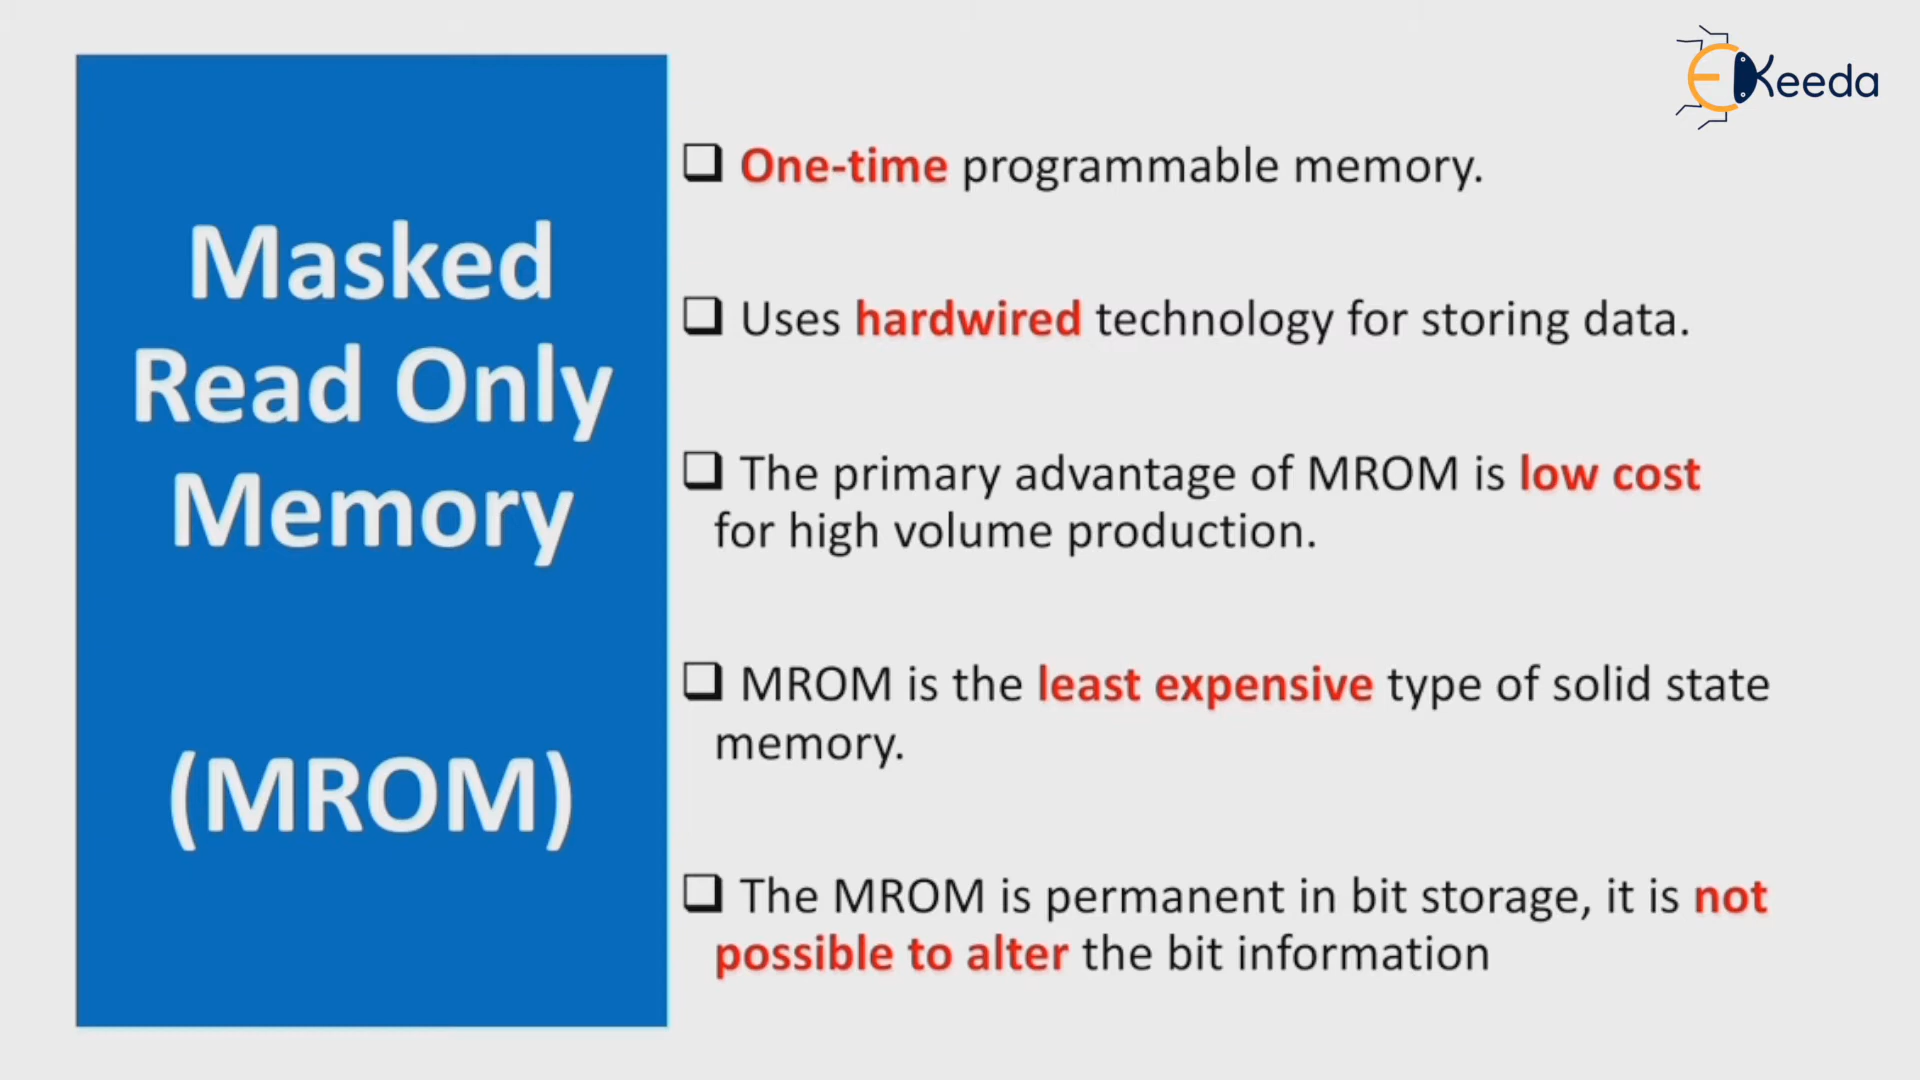 Keeda
Masked
Read Only
Memory
(MROM)
One-time programmable memory.
Uses hardwired technology for storing data.
The primary advantage of MROM is low cost
for high volume production.
MROM is the least expensive type of solid state
memory.
The MROM is permanent in bit storage, it is not
possible to alter the bit information